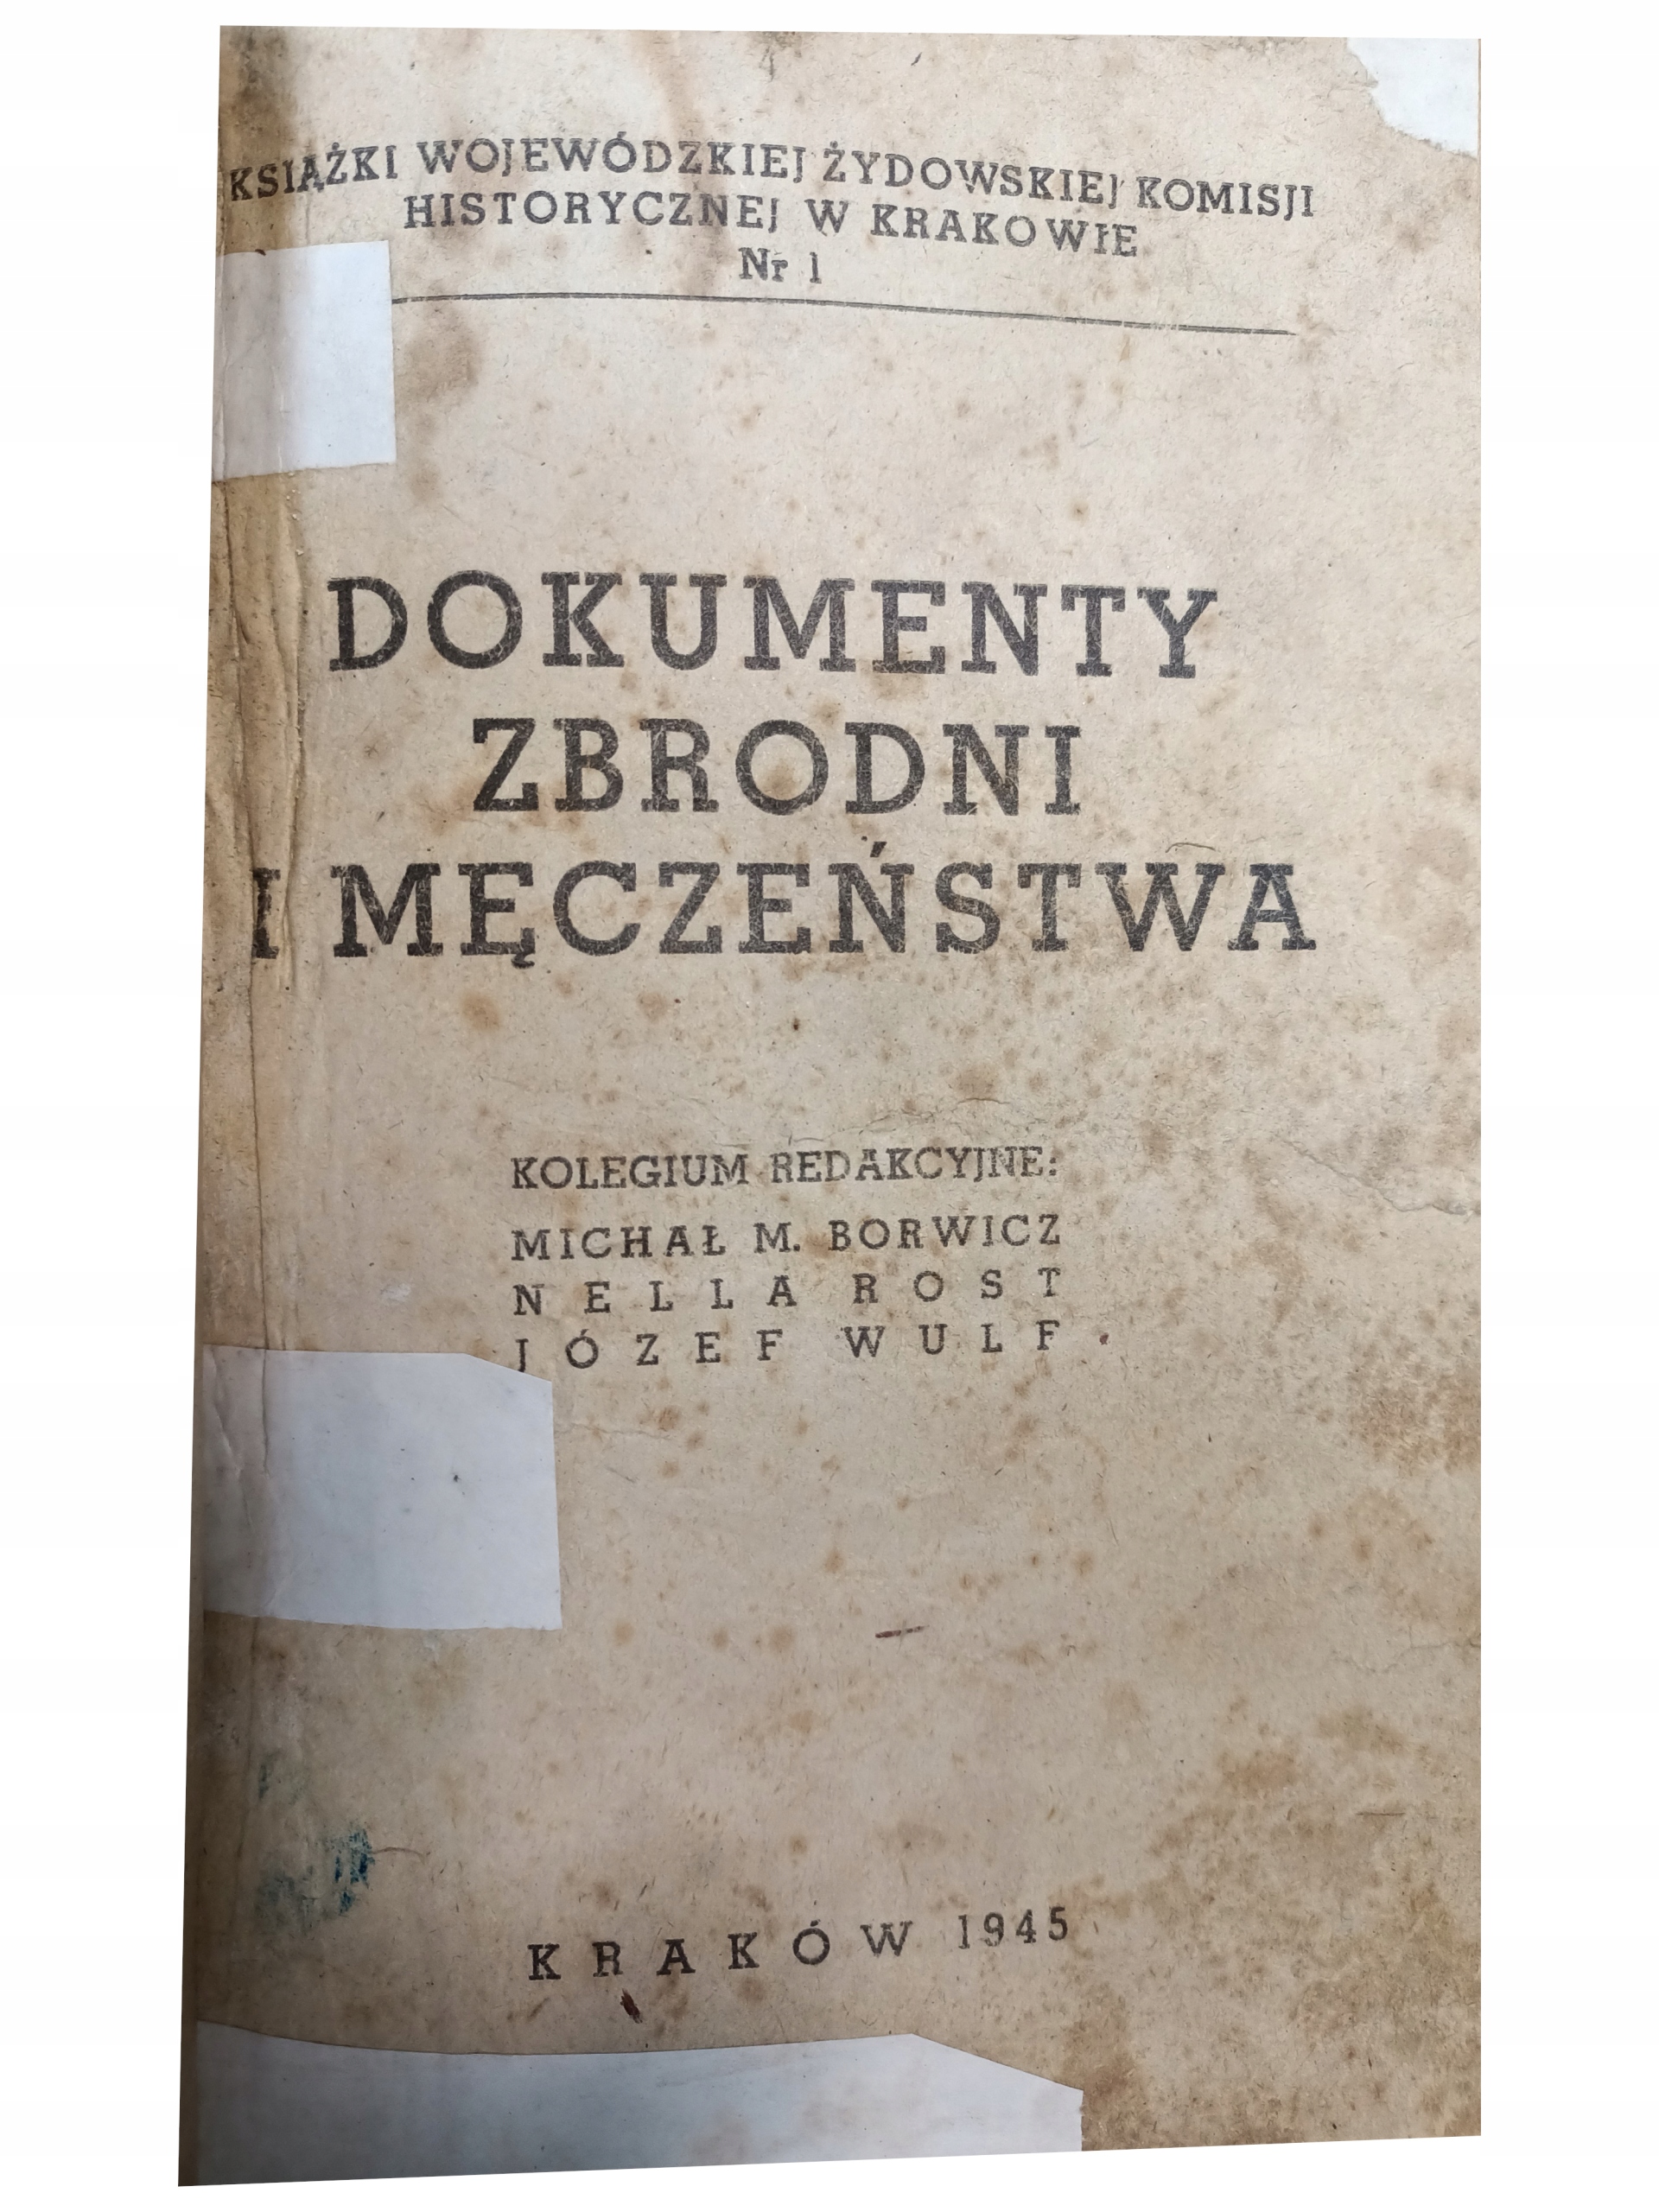 KSIĄŻKI WOJEWÓDZKIEJ ŻYDOWSKIEJ KOMISJI
HISTORYCZNEJ W KRAKOWIE
Nr 1
DOKUMENTY
ZBRODNI
I MĘCZEŃSTWA
KOLEGIUM REDAKCYJNE:
MICHAŁ M. BORWICZ
NELLA ROST
JÓZEF WULF
KRAKÓW 1945